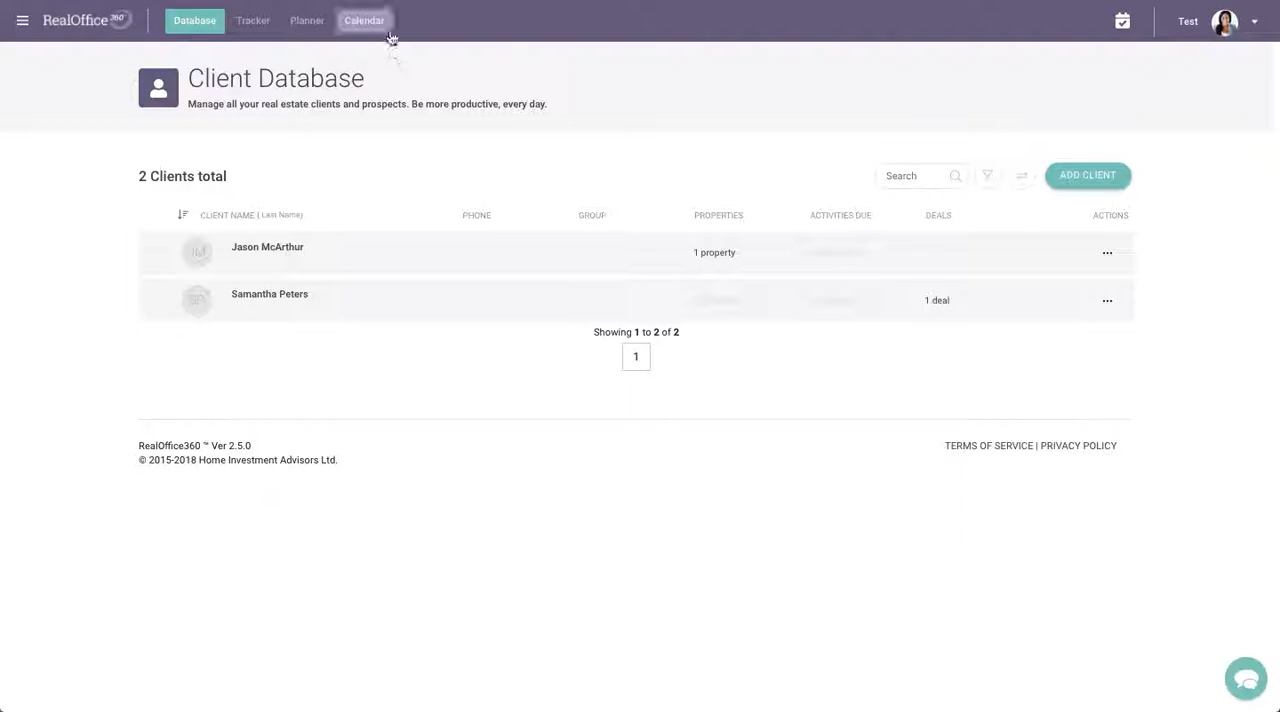 RealOffice360 Database Tracker Planner Calendar Test
Client Database
Manage all your real estate clients and prospects. Be more productive, every day.
2 Clients total Search ADD CLIENT
CLIENT NAME ( Last Name) PHONE GROUP PROPERTIES ACTIVITIES DUE DEALS ACTIONS
JM Jason McArthur 1 property ...
Samantha Peters 1 deal ...
Showing 1 to 2 of 2
1
RealOffice360 ™ Ver 2.5.0 TERMS OF SERVICE | PRIVACY POLICY
© 2015-2018 Home Investment Advisors Ltd.